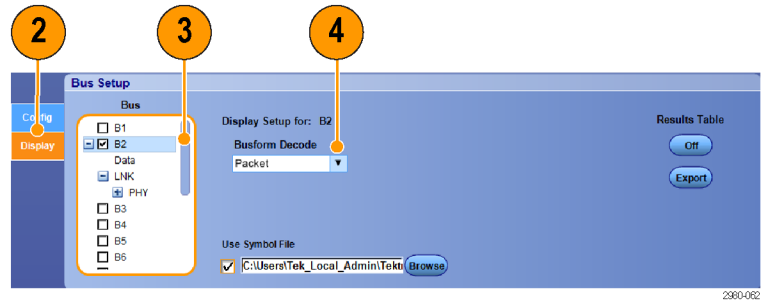 2
3
4
Bus Setup
Bus
Config
Display
B1
B2
Data
LNK
PHY
B3
B4
B5
B6
Display Setup for: B2
Busform Decode
Packet
Use Symbol File
C:\Users\Tek_Local_Admin\Tekt
Browse
Results Table
Off
Export
2980-062